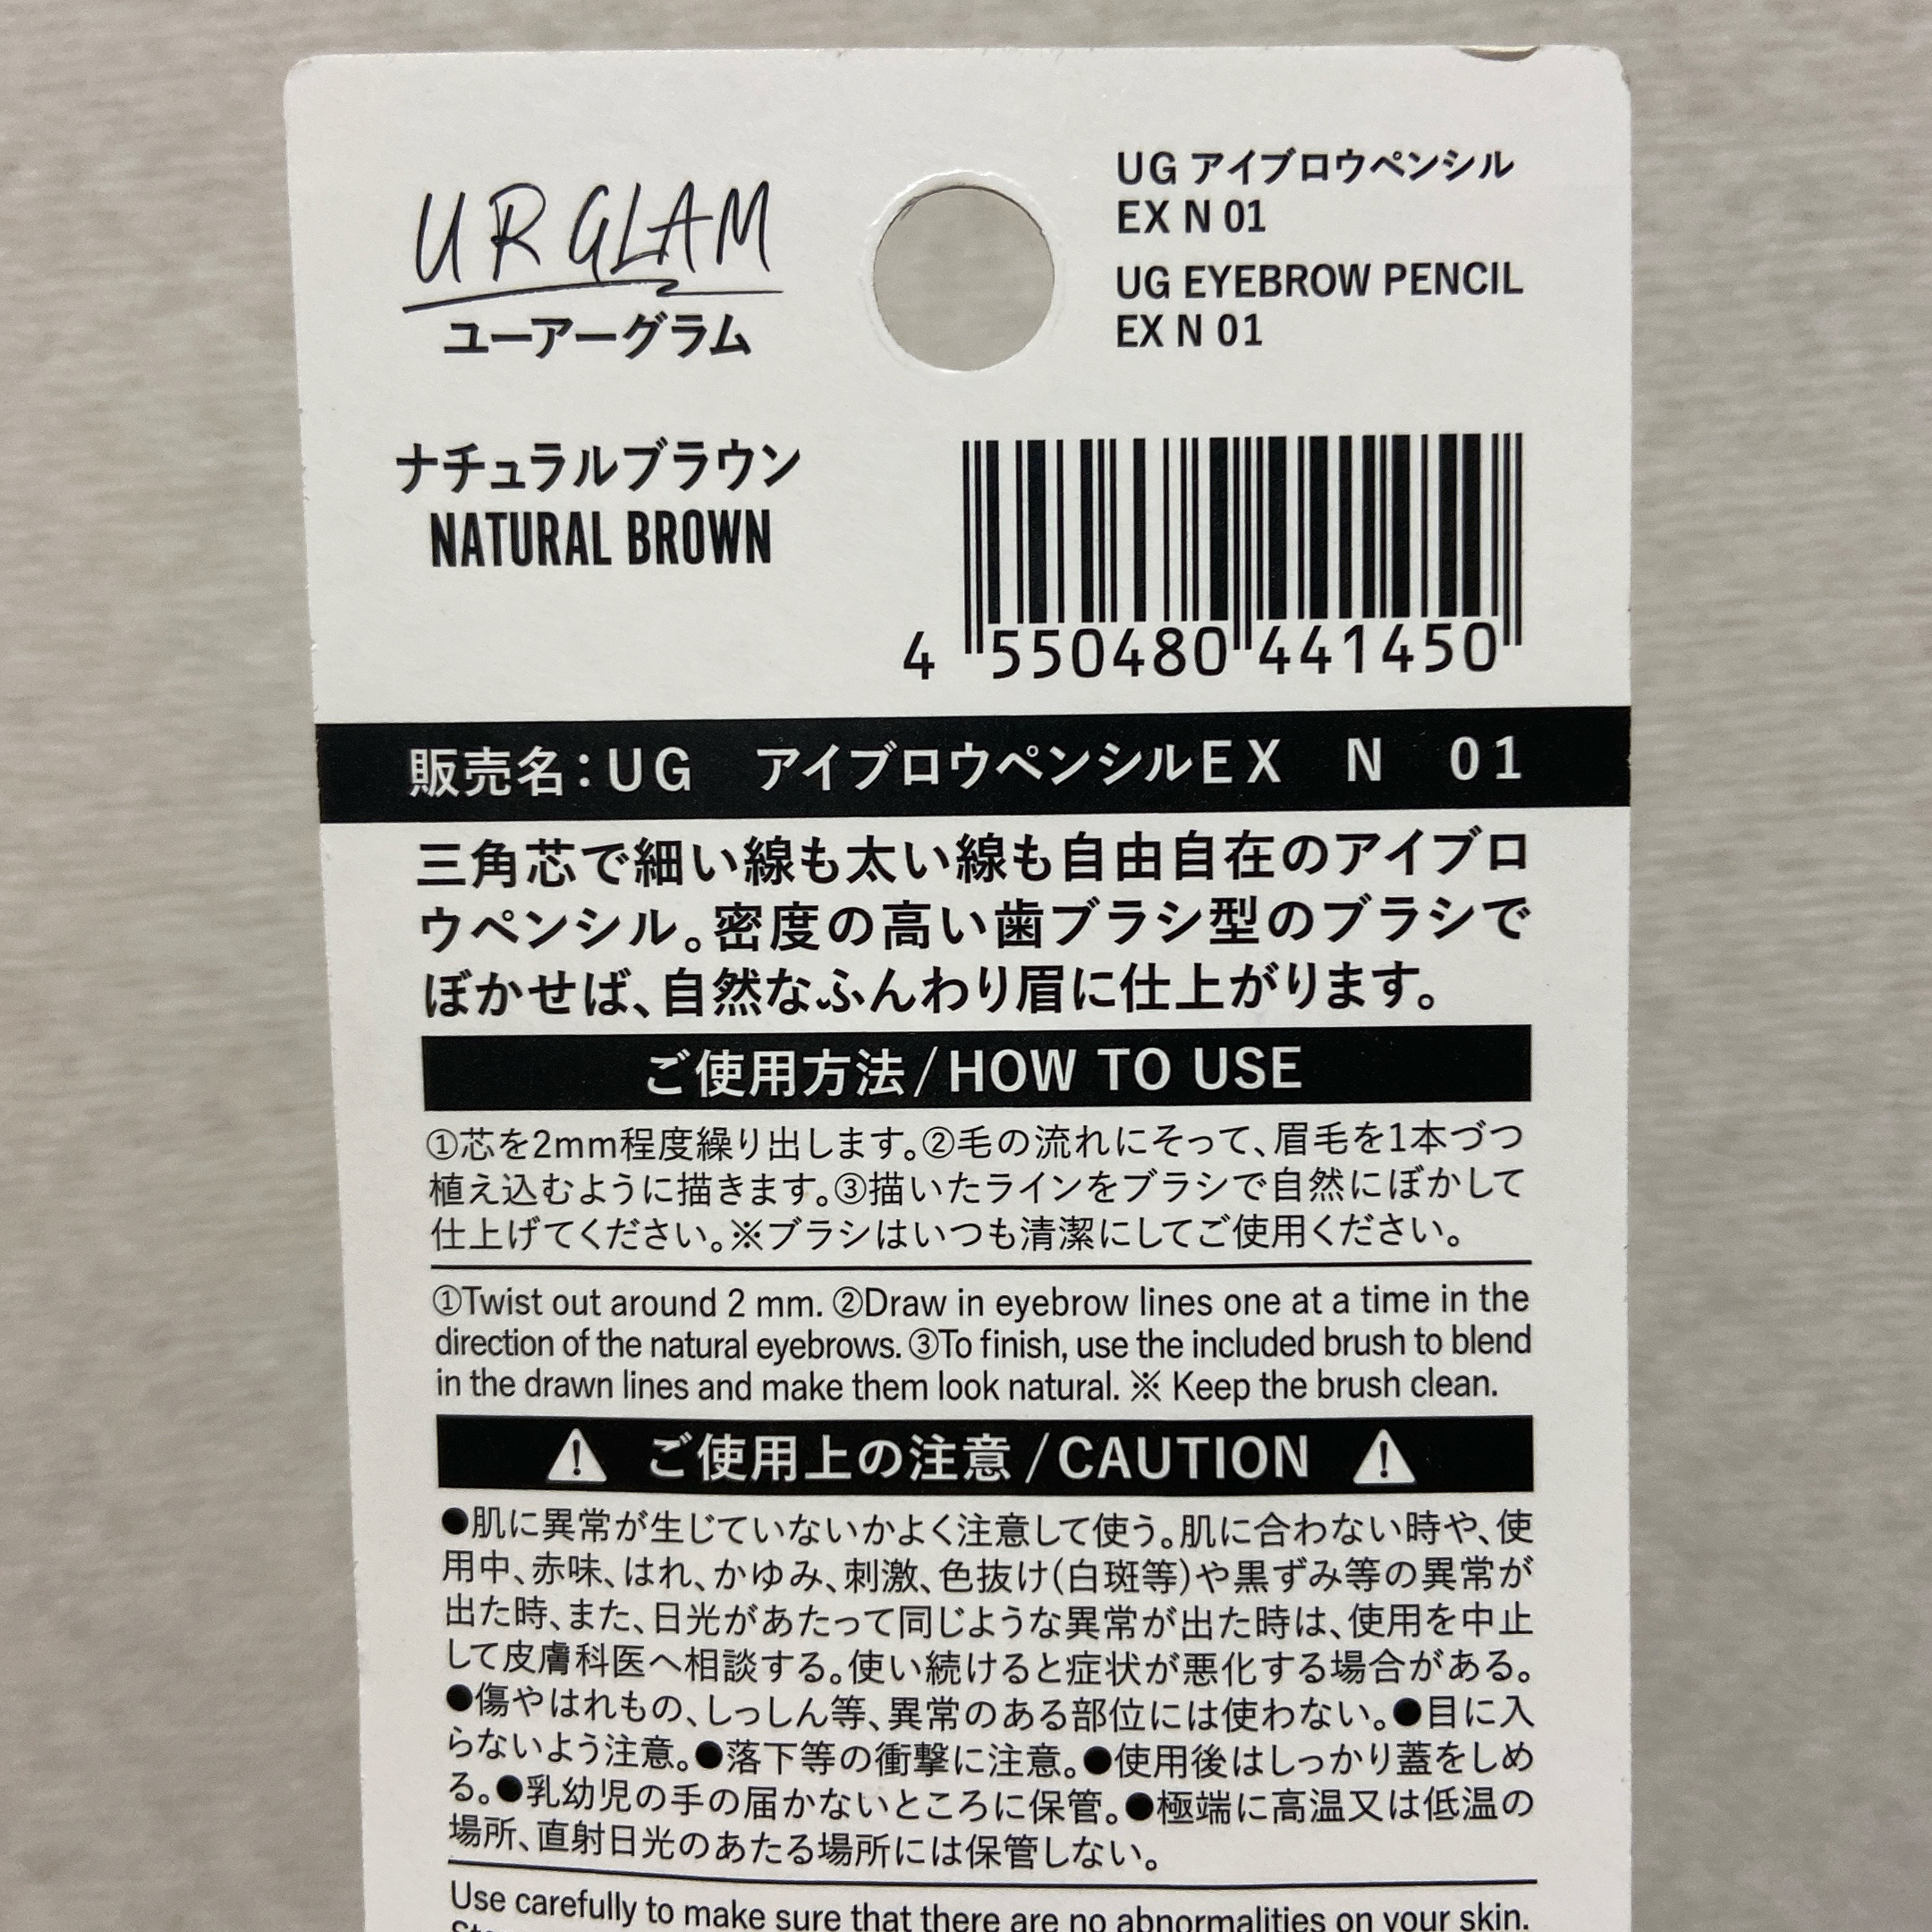 UR GLAM
ユーアーグラム
UG アイブロウペンシル
EX N 01
UG EYEBROW PENCIL
EX N 01
ナチュラルブラウン
NATURAL BROWN
4 550480 441450
販売名：UG　アイブロウペンシルEX　N　01
三角芯で細い線も太い線も自由自在のアイブロ
ウペンシル。密度の高い歯ブラシ型のブラシで
ぼかせば、自然なふんわり眉に仕上がります。
ご使用方法/HOW TO USE
①芯を2mm程度繰り出します。②毛の流れにそって、眉毛を1本づつ
植え込むように描きます。③描いたラインをブラシで自然にぼかして
仕上げてください。※ブラシはいつも清潔にしてご使用ください。
①Twist out around 2 mm. ②Draw in eyebrow lines one at a time in the
direction of the natural eyebrows. ③To finish, use the included brush to blend
in the drawn lines and make them look natural. ※ Keep the brush clean.
⚠ ご使用上の注意/CAUTION ⚠
●肌に異常が生じていないかよく注意して使う。肌に合わない時や、使
用中、赤味、はれ、かゆみ、刺激、色抜け(白斑等)や黒ずみ等の異常が
出た時、また、日光があたって同じような異常が出た時は、使用を中止
して皮膚科医へ相談する。使い続けると症状が悪化する場合がある。
●傷やはれもの、しっしん等、異常のある部位には使わない。●目に入
らないよう注意。●落下等の衝撃に注意。●使用後はしっかり蓋をしめ
る。●乳幼児の手の届かないところに保管。●極端に高温又は低温の
場所、直射日光のあたる場所には保管しない。
Use carefully to make sure that there are no abnormalities on your skin.